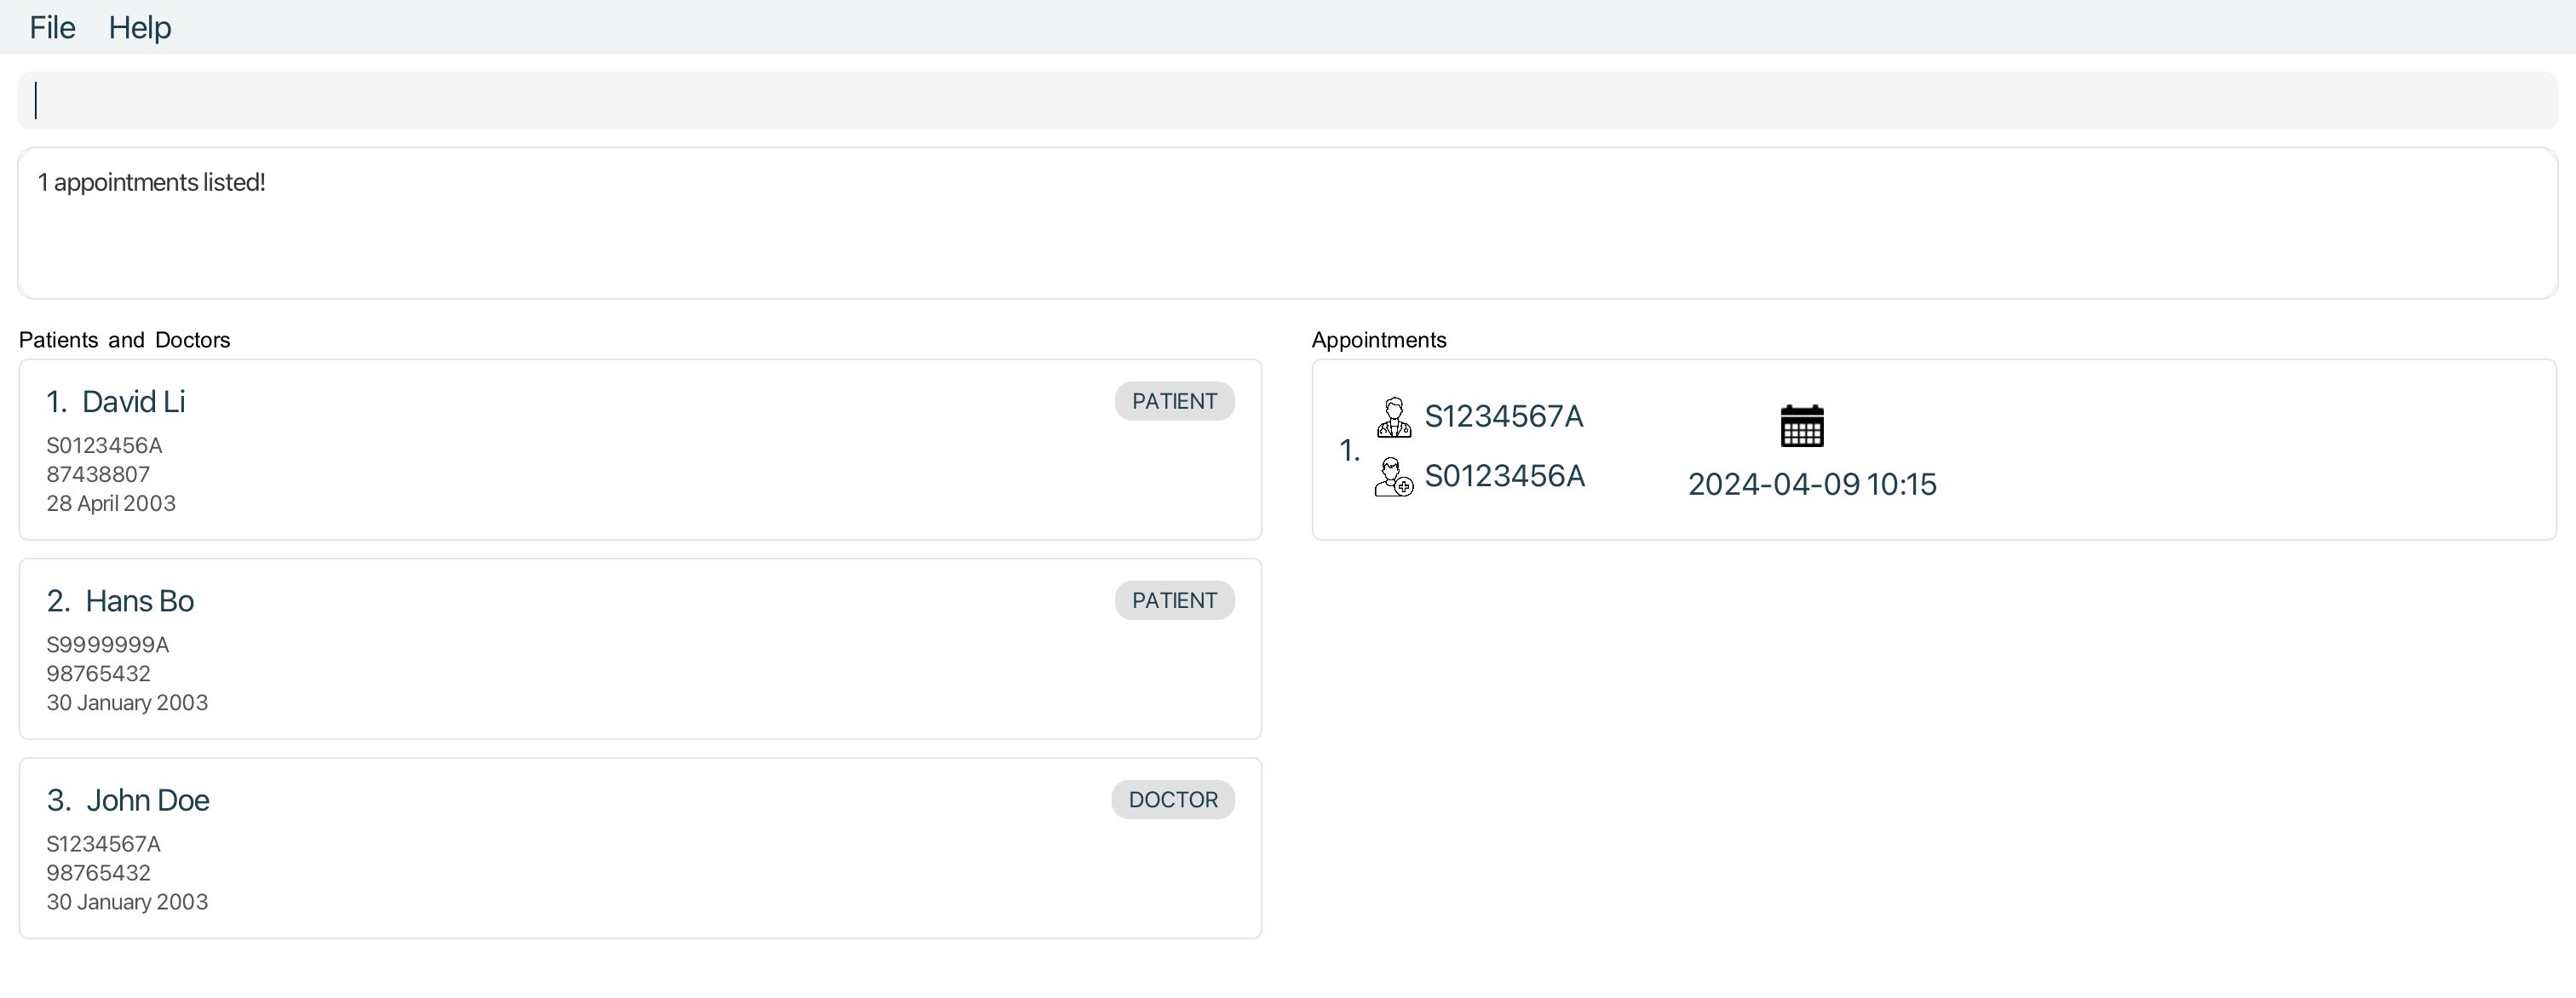 File Help
1 appointments listed!
Patients and Doctors
1. David Li
PATIENT
S0123456A
87438807
28 April 2003
2. Hans Bo
PATIENT
S9999999A
98765432
30 January 2003
3. John Doe
DOCTOR
S1234567A
98765432
30 January 2003
Appointments
1.
S1234567A
S0123456A
2024-04-09 10:15